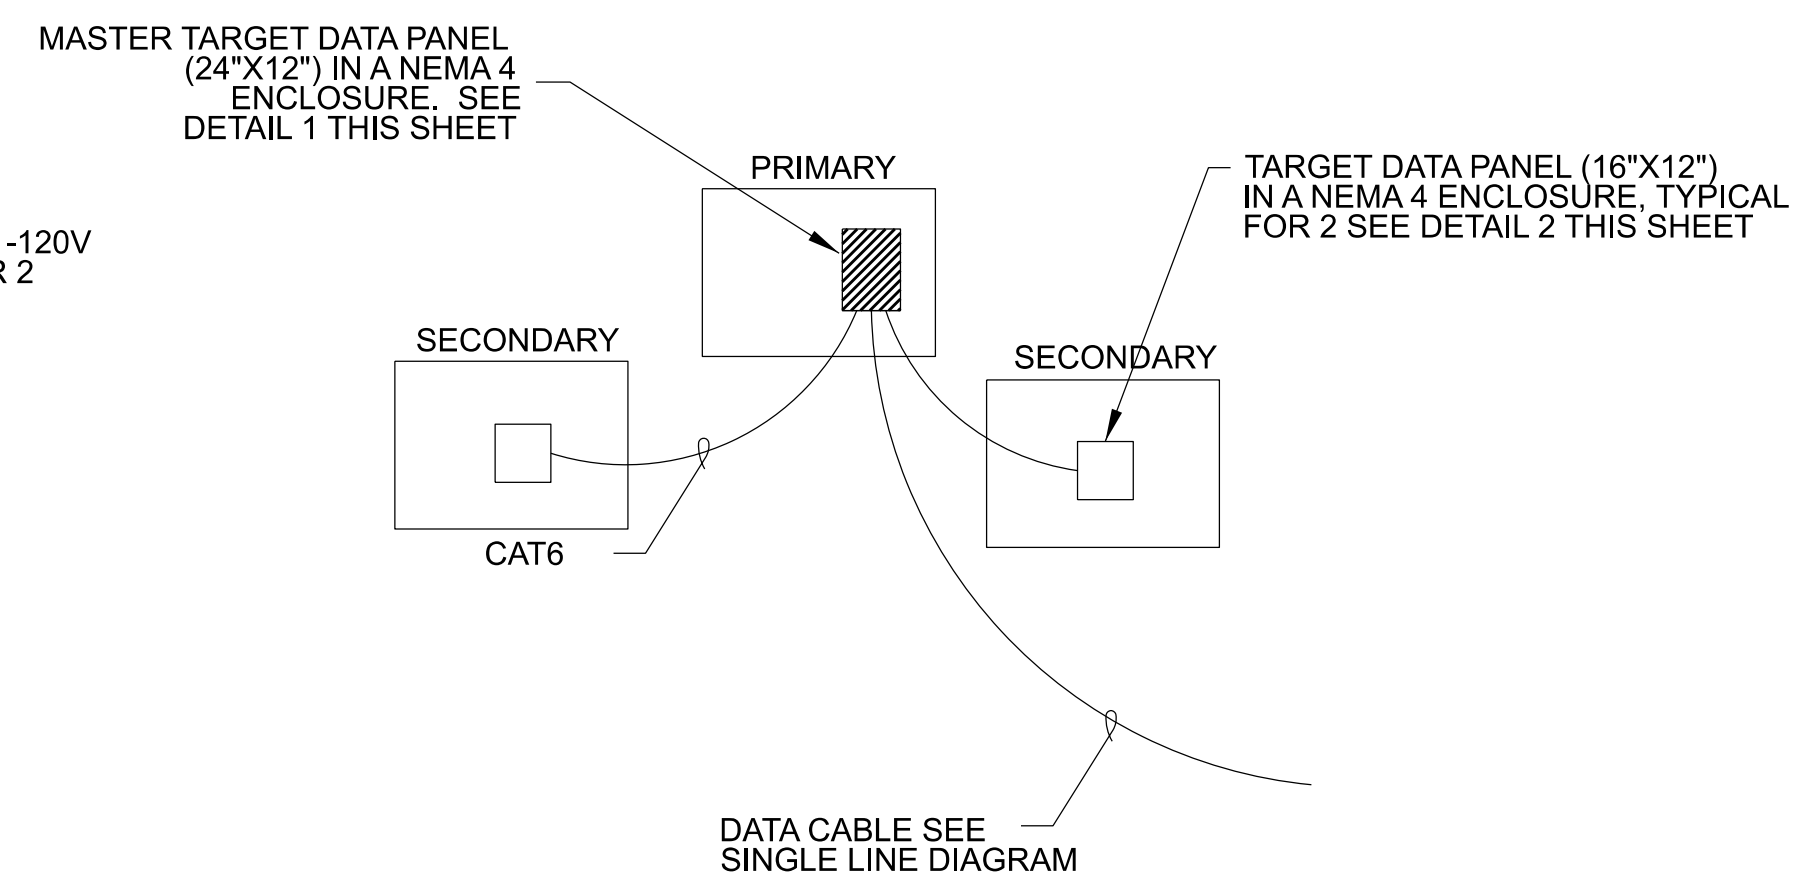 MASTER TARGET DATA PANEL
(24"X12") IN A NEMA 4
ENCLOSURE. SEE
DETAIL 1 THIS SHEET
PRIMARY
TARGET DATA PANEL (16"X12")
IN A NEMA 4 ENCLOSURE, TYPICAL
FOR 2 SEE DETAIL 2 THIS SHEET
-120V
2
SECONDARY
SECONDARY
CAT6
DATA CABLE SEE
SINGLE LINE DIAGRAM